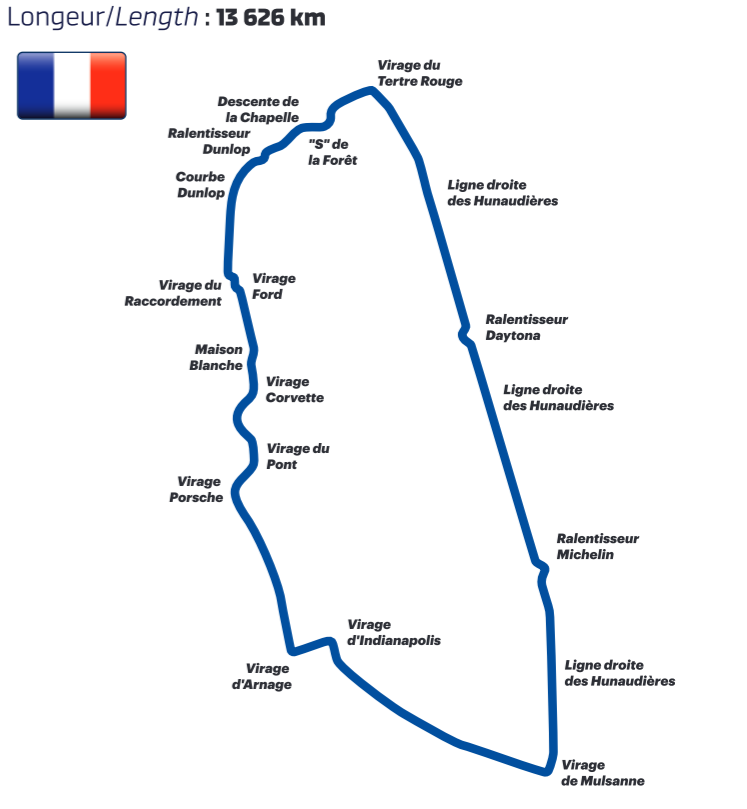 Longeur/Length : 13 626 km
Virage du
Tertre Rouge
Descente de
la Chapelle
Ralentisseur
Dunlop
"S" de
la Forêt
Courbe
Dunlop
Ligne droite
des Hunaudières
Virage du
Raccordement
Virage
Ford
Ralentisseur
Daytona
Maison
Blanche
Virage
Corvette
Ligne droite
des Hunaudières
Virage du
Pont
Virage
Porsche
Ralentisseur
Michelin
Virage
d'Indianapolis
Virage
d'Arnage
Ligne droite
des Hunaudières
Virage
de Mulsanne